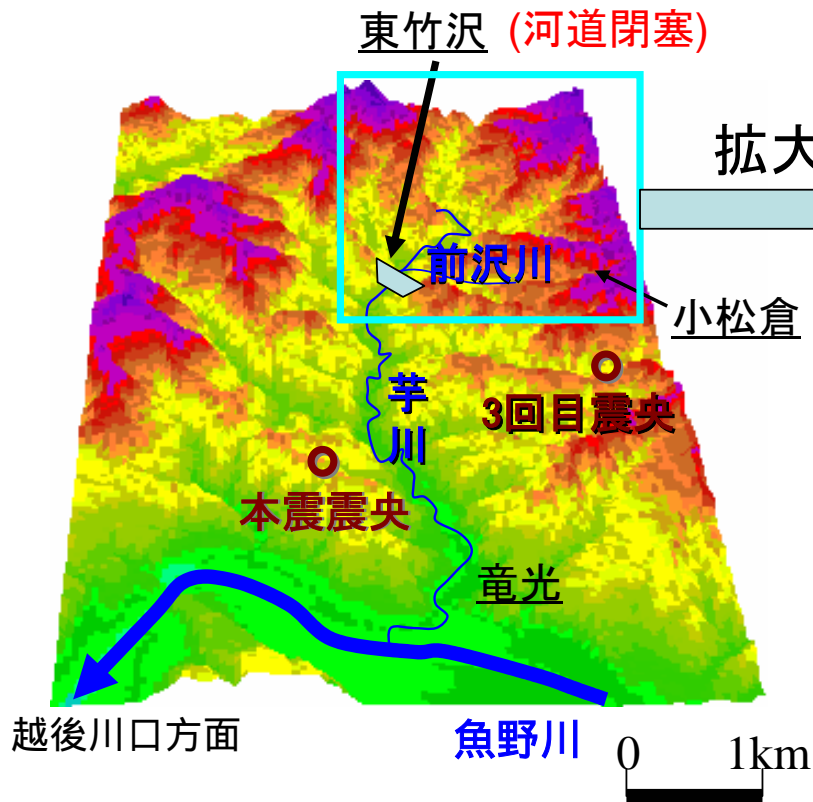 東竹沢 (河道閉塞)
拡大
前沢川
小松倉
芋川
3回目震央
本震震央
竜光
越後川口方面
魚野川
0 1km